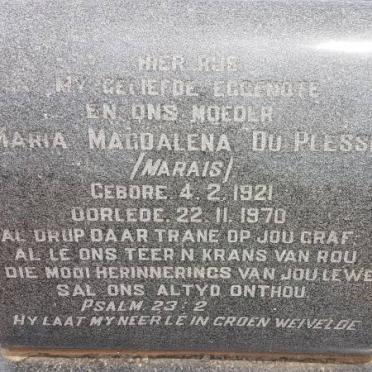 HIER RUS
MY GELIEFDE EGGENOTE
EN ONS MOEDER
MARIA MAGDALENA DU PLESSI
(MARAIS)
GEBORE 4.2.1921
OORLEDE. 22.11.1970
AL DRUP DAAR TRANE OP JOU GRAF.
AL LE ONS TEER N KRANS VAN ROU
DIE MOOI HERINNERINGS VAN JOU LEWE
SAL ONS ALTYD ONTHOU
PSALM. 23:2
HY LAAT MY NEERLE IN GROEN WEIVELDE